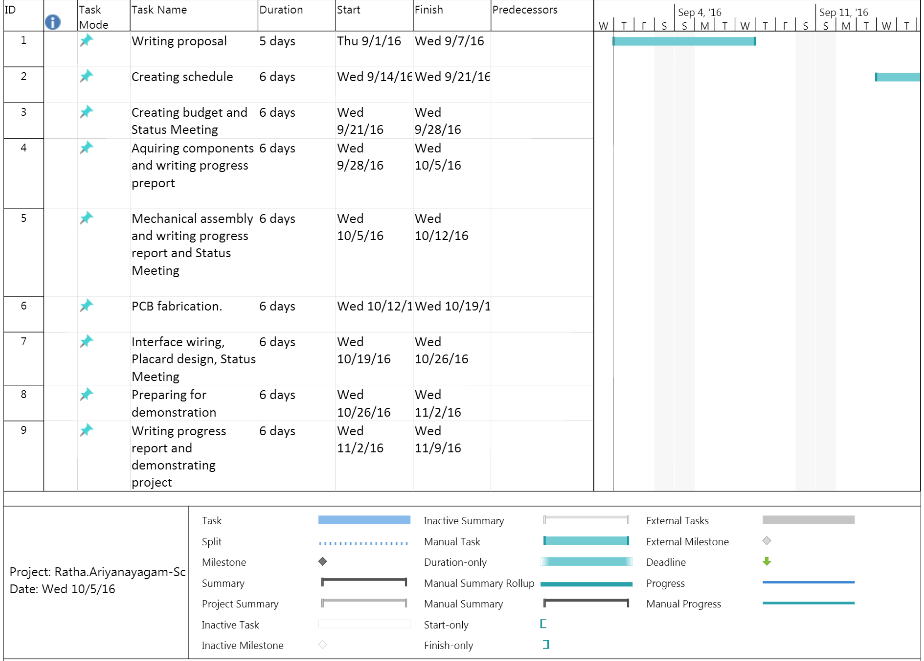 ID Task Mode Task Name Duration Start Finish Predecessors
Sep 4, '16 Sep 11, '16
W T F S S M T W T F S S M T W T
1 Writing proposal 5 days Thu 9/1/16 Wed 9/7/16
2 Creating schedule 6 days Wed 9/14/16 Wed 9/21/16
3 Creating budget and 6 days Wed Wed
Status Meeting 9/21/16 9/28/16
4 Aquiring components 6 days Wed Wed
and writing progress 9/28/16 10/5/16
preport
5 Mechanical assembly 6 days Wed Wed
and writing progress 10/5/16 10/12/16
report and Status
Meeting
6 PCB fabrication. 6 days Wed 10/12/1 Wed 10/19/1
7 Interface wiring, 6 days Wed Wed
Placard design, Status 10/19/16 10/26/16
Meeting
8 Preparing for 6 days Wed Wed
demonstration 10/26/16 11/2/16
9 Writing progress 6 days Wed Wed
report and 11/2/16 11/9/16
demonstrating
project
Project: Ratha.Ariyanayagam-Sc
Date: Wed 10/5/16
Task Inactive Summary External Tasks
Split Manual Task External Milestone
Milestone Duration-only Deadline
Summary Manual Summary Rollup Progress
Project Summary Manual Summary Manual Progress
Inactive Task Start-only
Inactive Milestone Finish-only